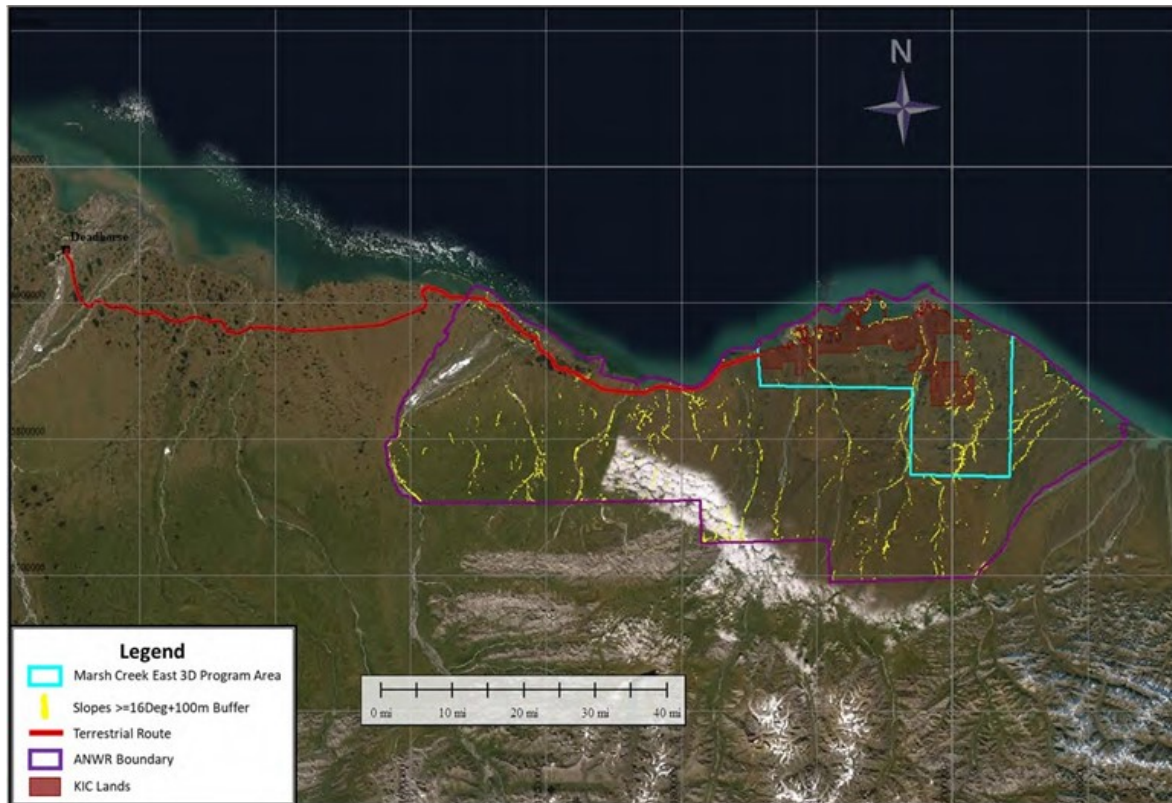 N
6000000
Deadhorse
Legend
Marsh Creek East 3D Program Area
Slopes >=16Deg+100m Buffer
Terrestrial Route
ANWR Boundary
KIC Lands
0 mi 10 mi 20 mi 30 mi 40 mi